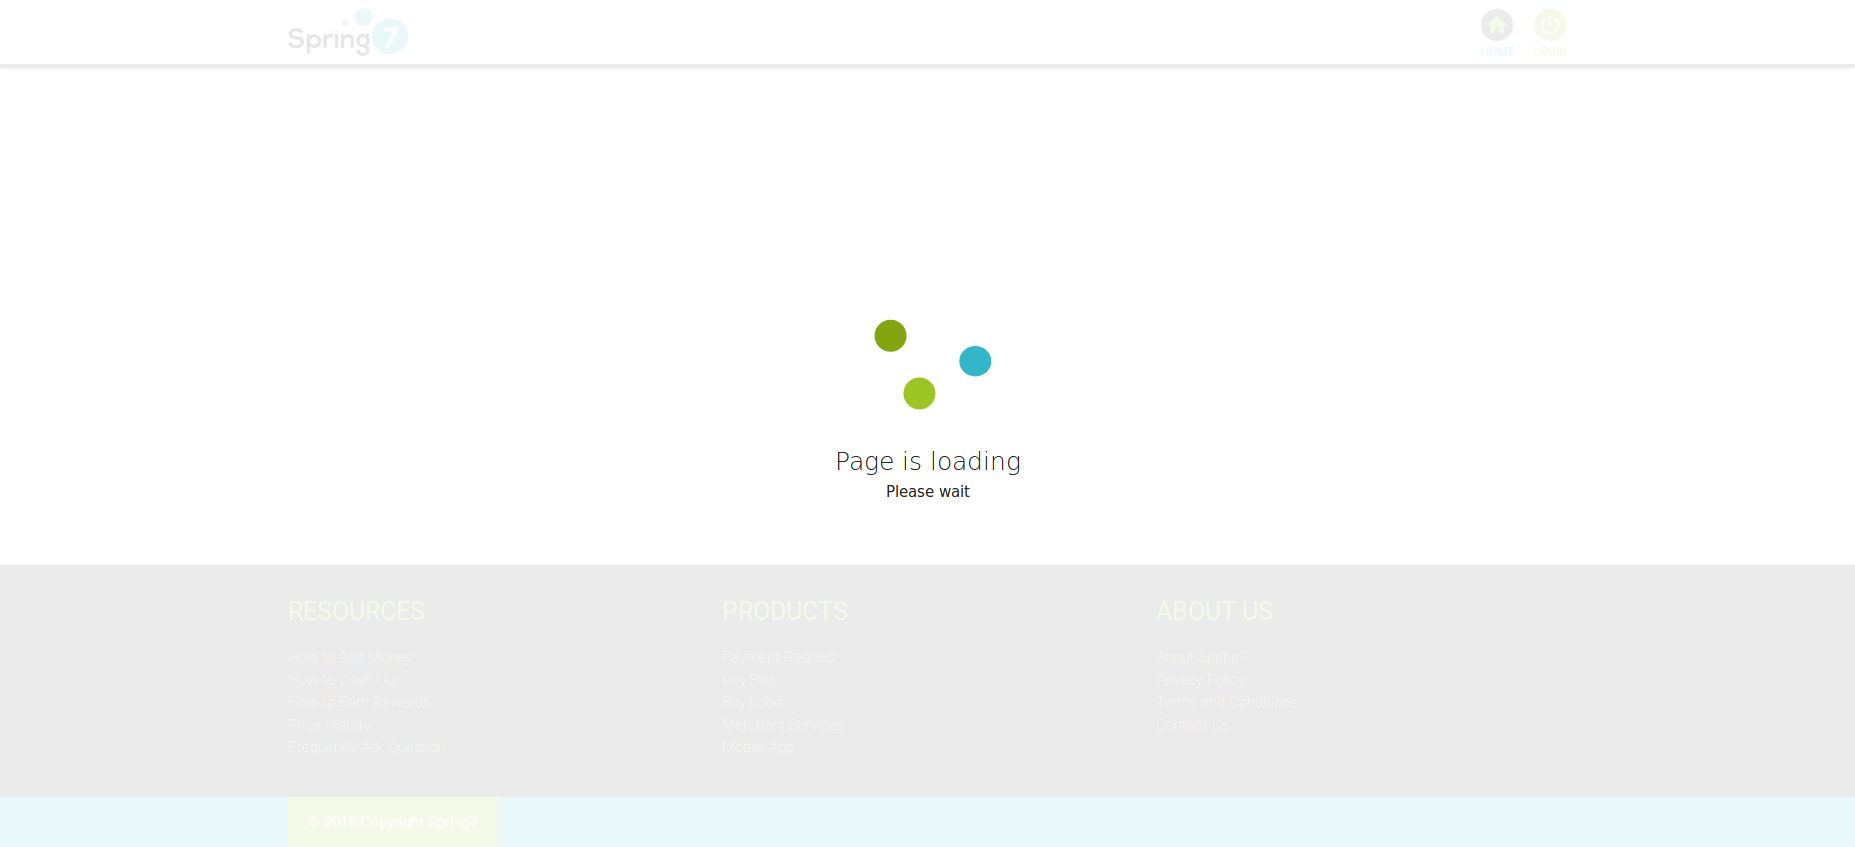 Spring7
HOME
LOGIN
Page is loading
Please wait
RESOURCES
How to Add Money
How to Cash Out
How to Earn Rewards
Price History
Frequently Ask Question
PRODUCTS
Payment Request
Pay Bills
Buy Load
Merchant Services
Mobile App
ABOUT US
About Spring7
Privacy Policy
Terms and Conditions
Contact Us
© 2018 Copyright Spring7